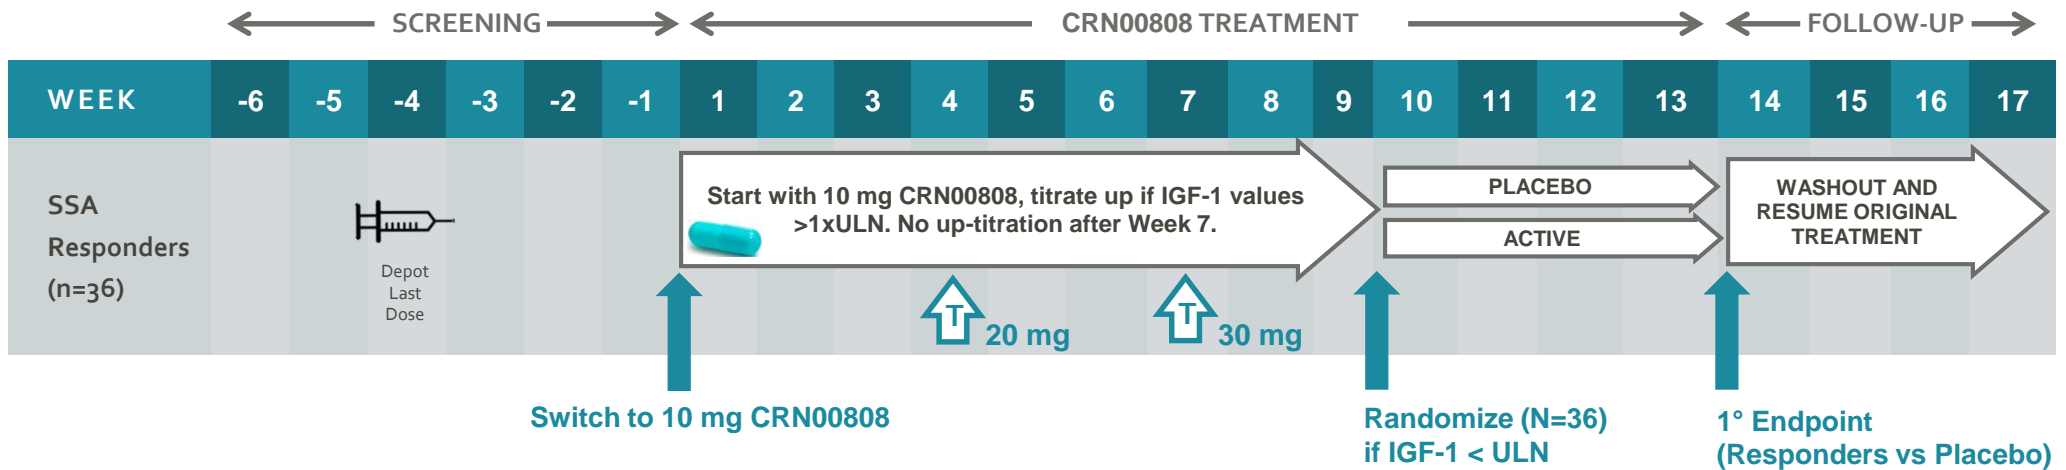 SCREENING
CRN00808 TREATMENT
FOLLOW-UP
WEEK -6 -5 -4 -3 -2 -1 1 2 3 4 5 6 7 8 9 10 11 12 13 14 15 16 17
SSA
Responders
(n=36)
Depot
Last
Dose
Start with 10 mg CRN00808, titrate up if IGF-1 values
>1xULN. No up-titration after Week 7.
PLACEBO
ACTIVE
WASHOUT AND
RESUME ORIGINAL
TREATMENT
T 20 mg
T 30 mg
Switch to 10 mg CRN00808
Randomize (N=36)
if IGF-1 < ULN
1° Endpoint
(Responders vs Placebo)